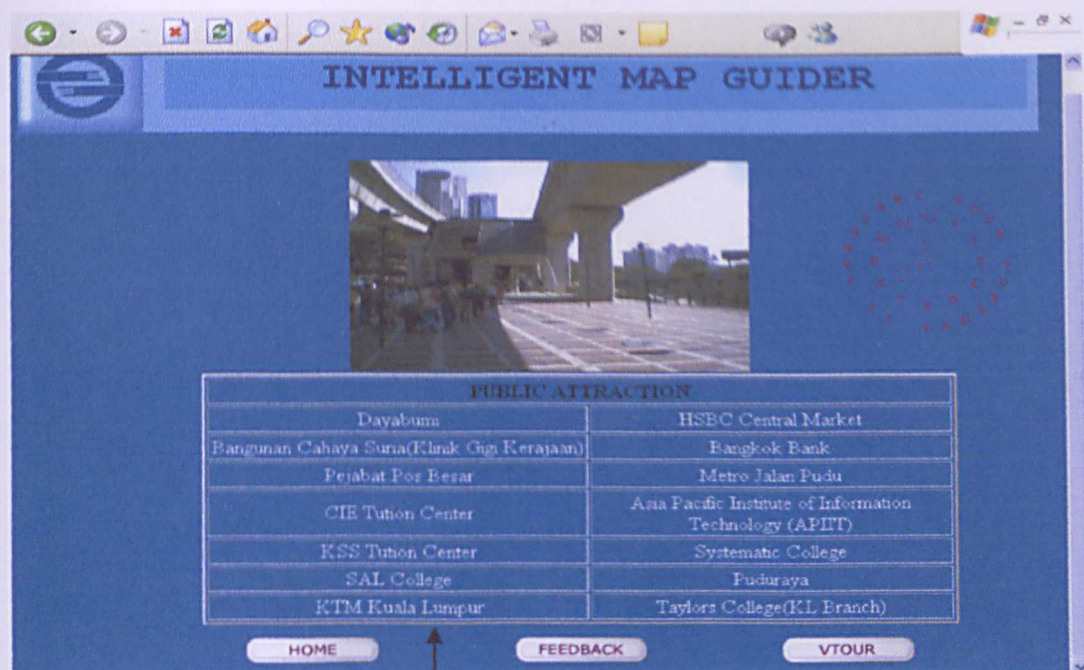 INTELLIGENT MAP GUIDER
PUBLIC ATTRACTION
Dayabumi HSBC Central Market
Bangunan Cahaya Suria(Klinik Gigi Kerajaan) Bangkok Bank
Pejabat Pos Besar Metro Jalan Pudu
CIE Tution Center Asia Pacific Institute of Information
Technology (APIIT)
KSS Tution Center Systematic College
SAL College Puduraya
KTM Kuala Lumpur Taylors College(KL Branch)
HOME FEEDBACK VTOUR